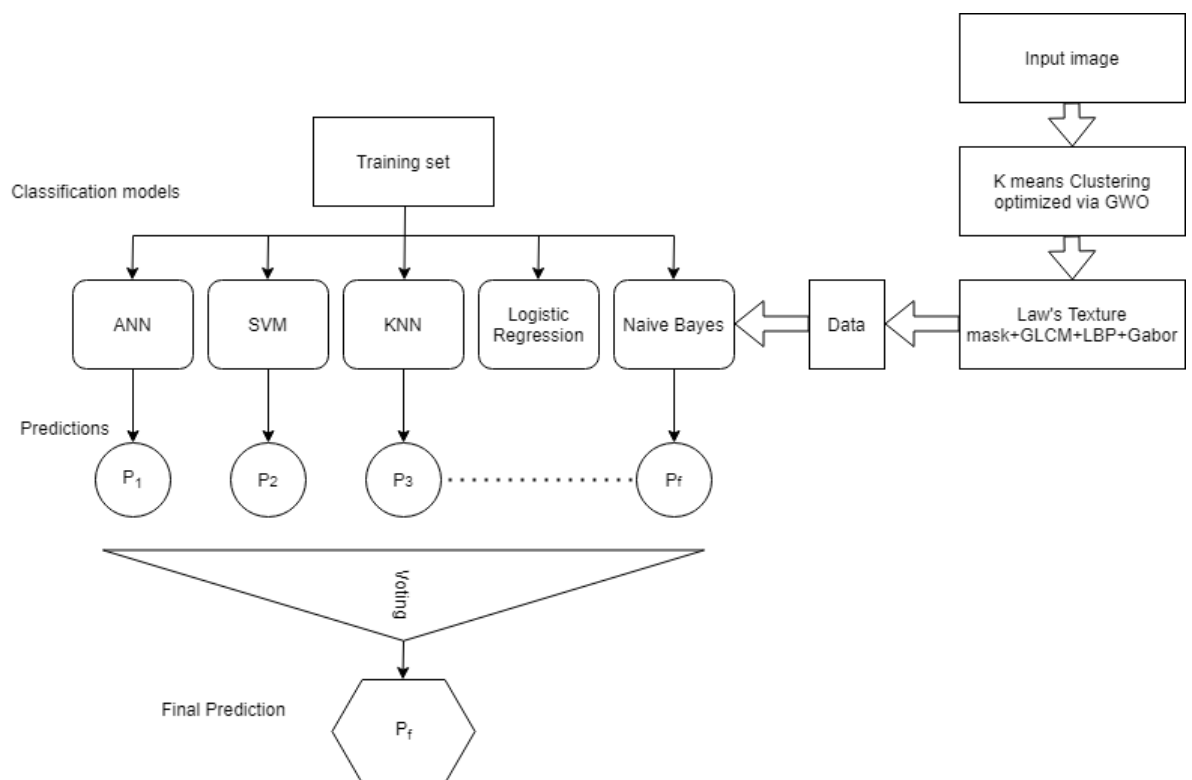 Input image
Training set
Classification models
K means Clustering
optimized via GWO
ANN
SVM
KNN
Logistic
Regression
Naive Bayes
Data
Law's Texture
mask+GLCM+LBP+Gabor
Predictions
P1
P2
P3
Pf
Voting
Final Prediction
Pf